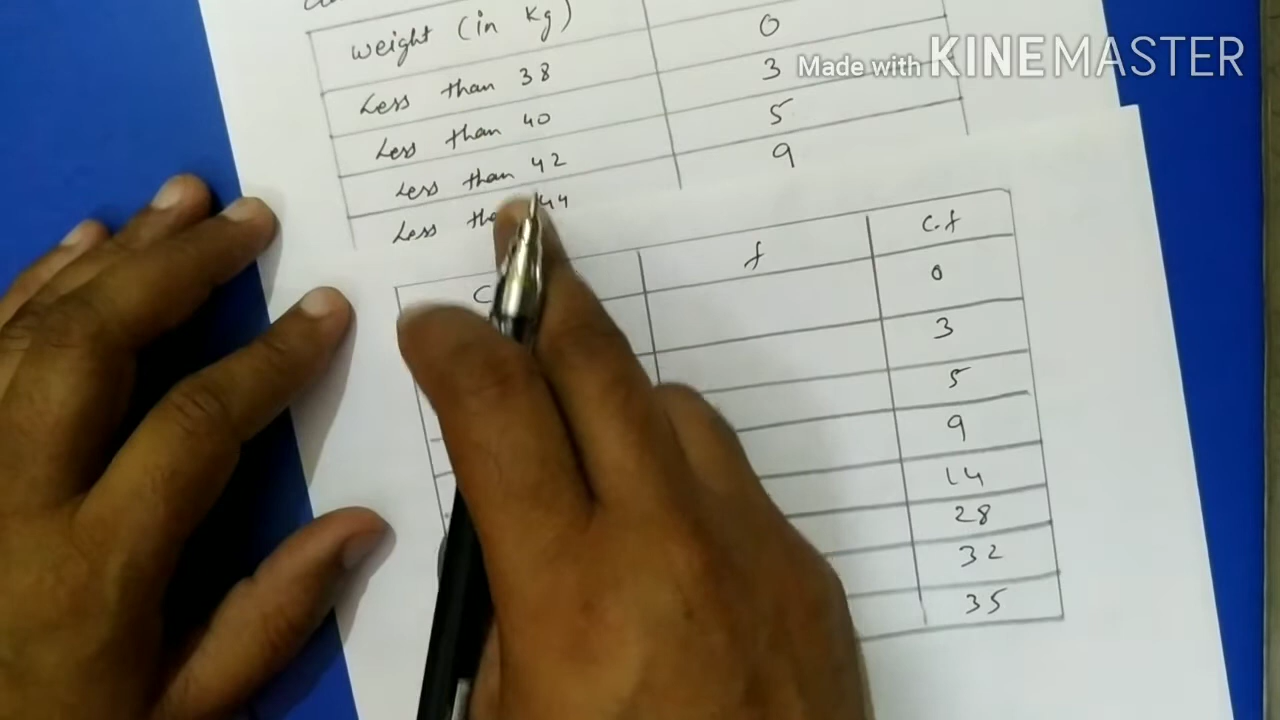 weight (in kg)
Less than 38 0
Less than 40 3
Less than 42 5
Less 44 9
Made with KINEMASTER
C f c.f
0
3
5
9
14
28
32
35